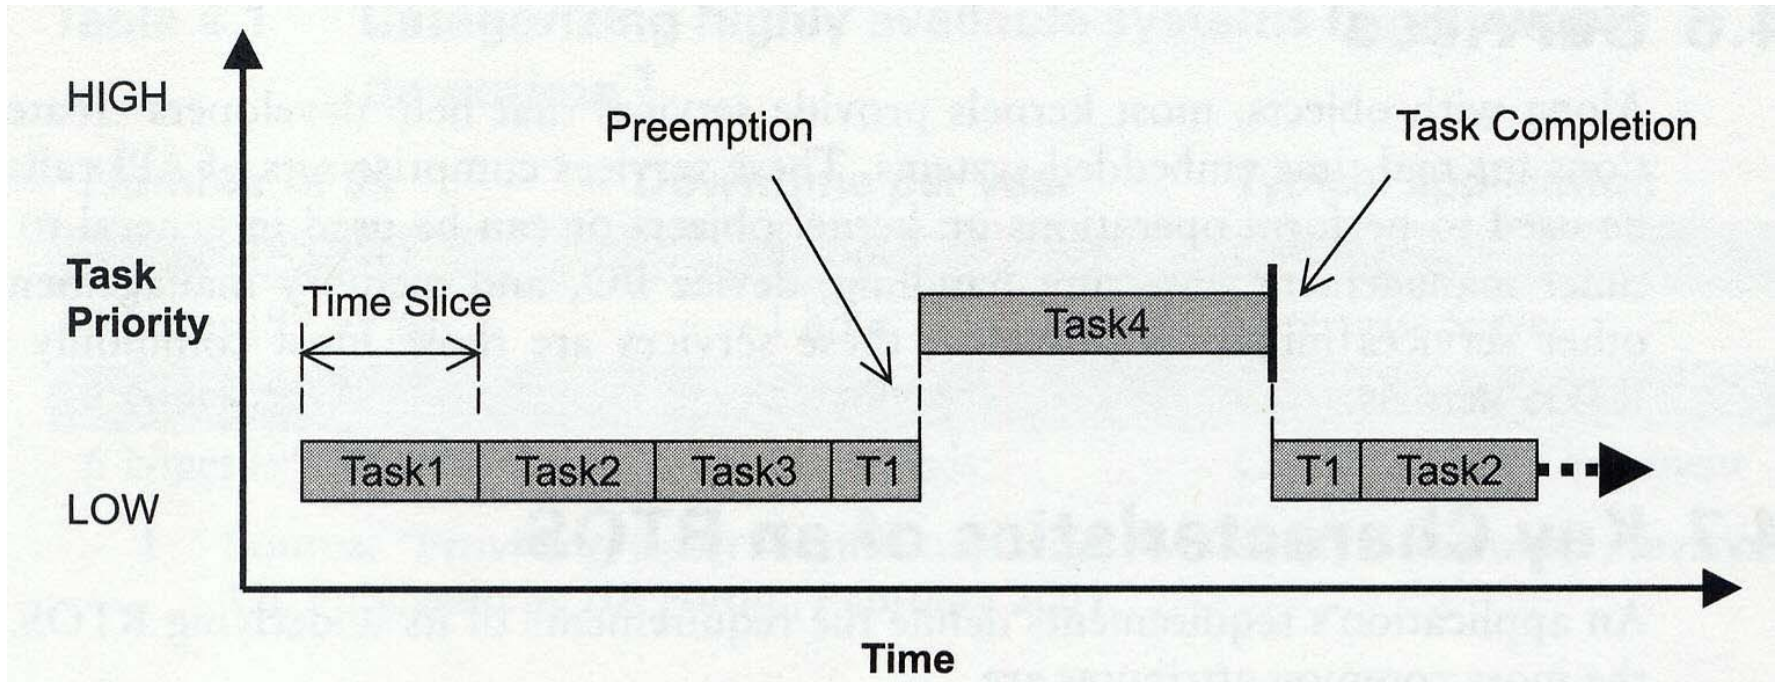 HIGH
Preemption
Task Completion
Task
Priority
Time Slice
Task4
Task1
Task2
Task3
T1
T1
Task2
LOW
Time